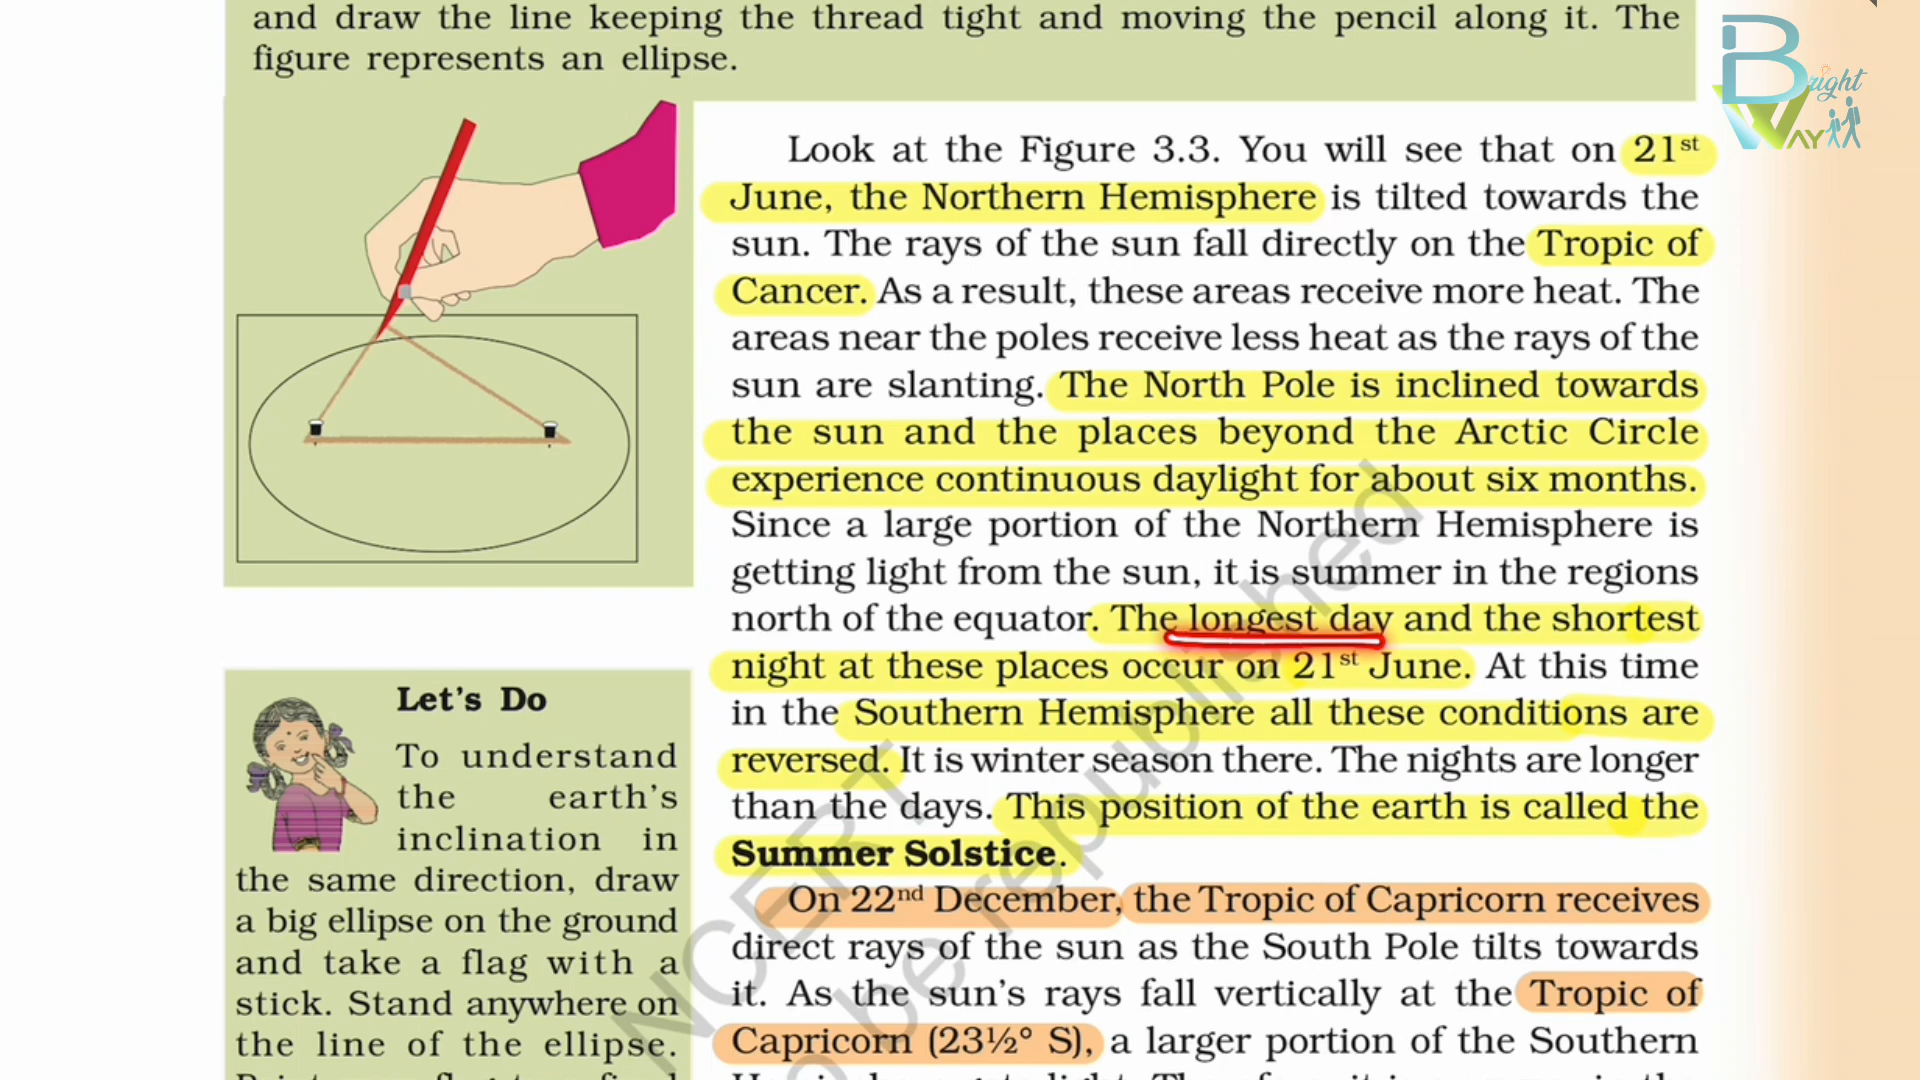 and draw the line keeping the thread tight and moving the pencil along it. The
figure represents an ellipse.
Bright
WAY
Look at the Figure 3.3. You will see that on 21st
June, the Northern Hemisphere is tilted towards the
sun. The rays of the sun fall directly on the Tropic of
Cancer. As a result, these areas receive more heat. The
areas near the poles receive less heat as the rays of the
sun are slanting. The North Pole is inclined towards
the sun and the places beyond the Arctic Circle
experience continuous daylight for about six months.
Since a large portion of the Northern Hemisphere is
getting light from the sun, it is summer in the regions
north of the equator. The longest day and the shortest
night at these places occur on 21st June. At this time
in the Southern Hemisphere all these conditions are
reversed. It is winter season there. The nights are longer
than the days. This position of the earth is called the
Summer Solstice.
On 22nd December, the Tropic of Capricorn receives
direct rays of the sun as the South Pole tilts towards
it. As the sun's rays fall vertically at the Tropic of
Capricorn (23½° S), a larger portion of the Southern
Let's Do
To understand
the earth's
inclination in
the same direction, draw
a big ellipse on the ground
and take a flag with a
stick. Stand anywhere on
the line of the ellipse.
NCERT
be republished